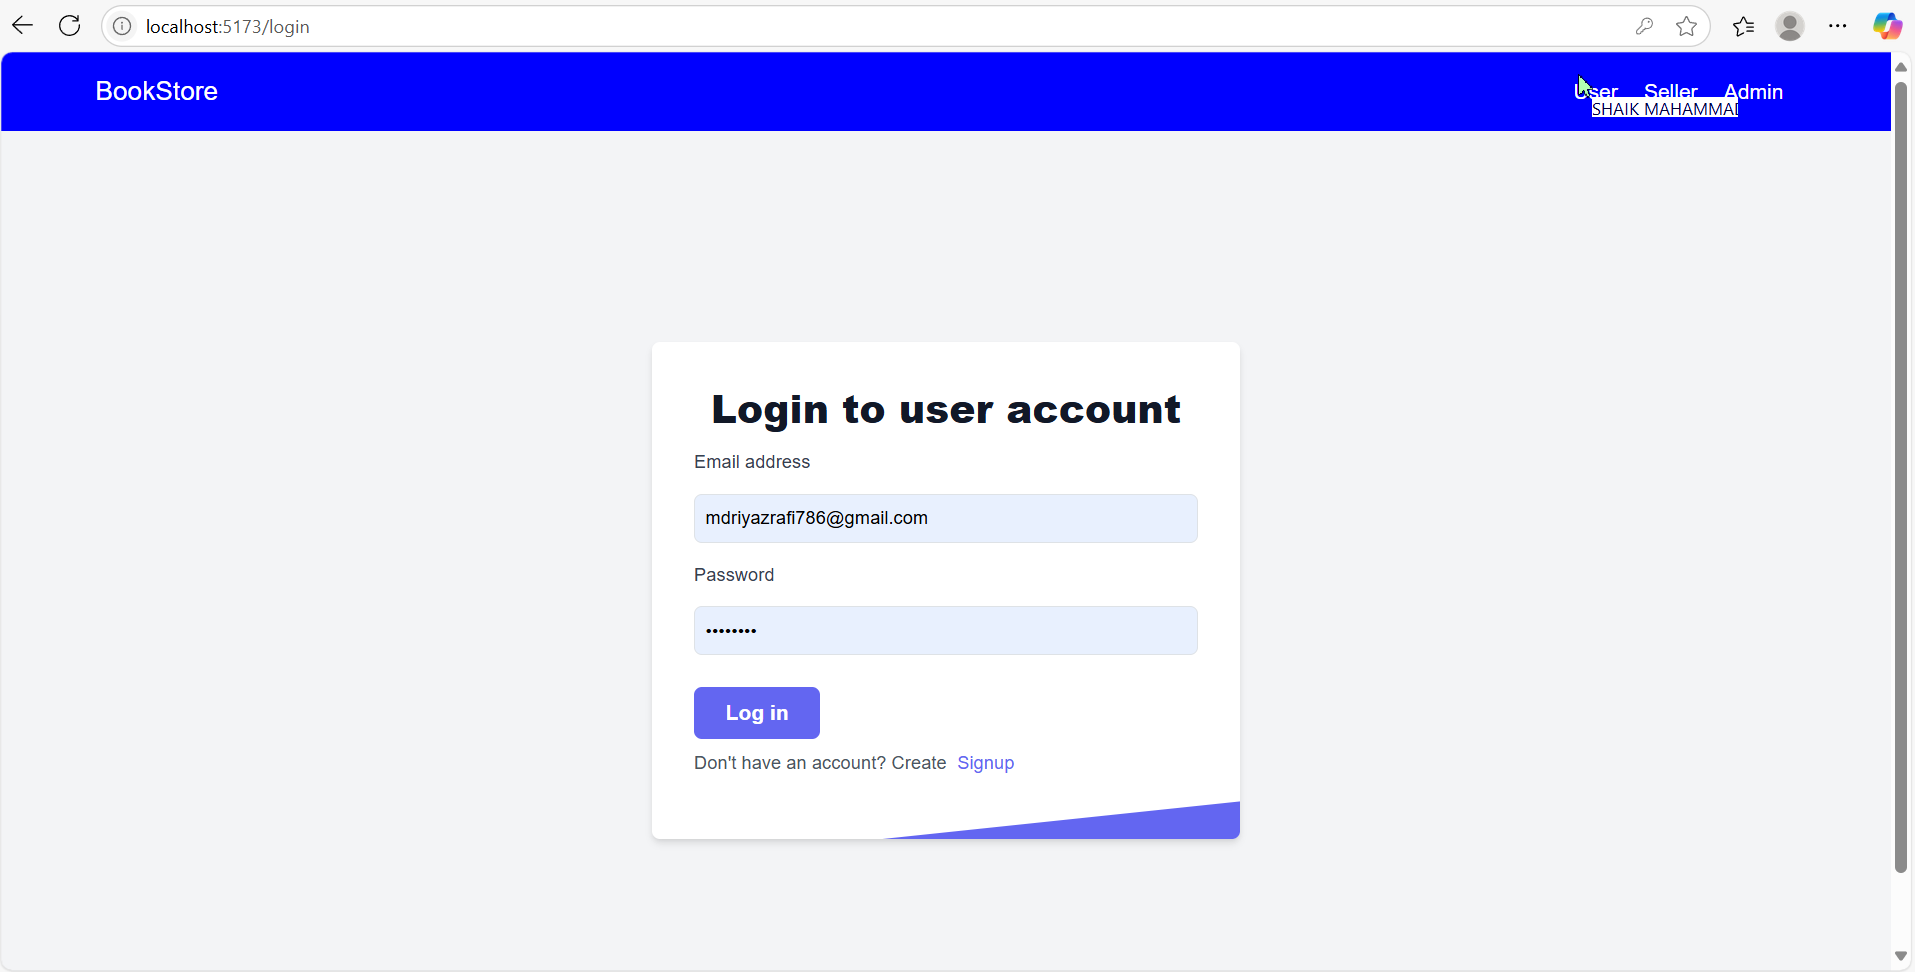 localhost:5173/login
BookStore
User Seller Admin
SHAIK MAHAMMAD
Login to user account
Email address
mdriyazrafi786@gmail.com
Password
••••••••
Log in
Don't have an account? Create Signup